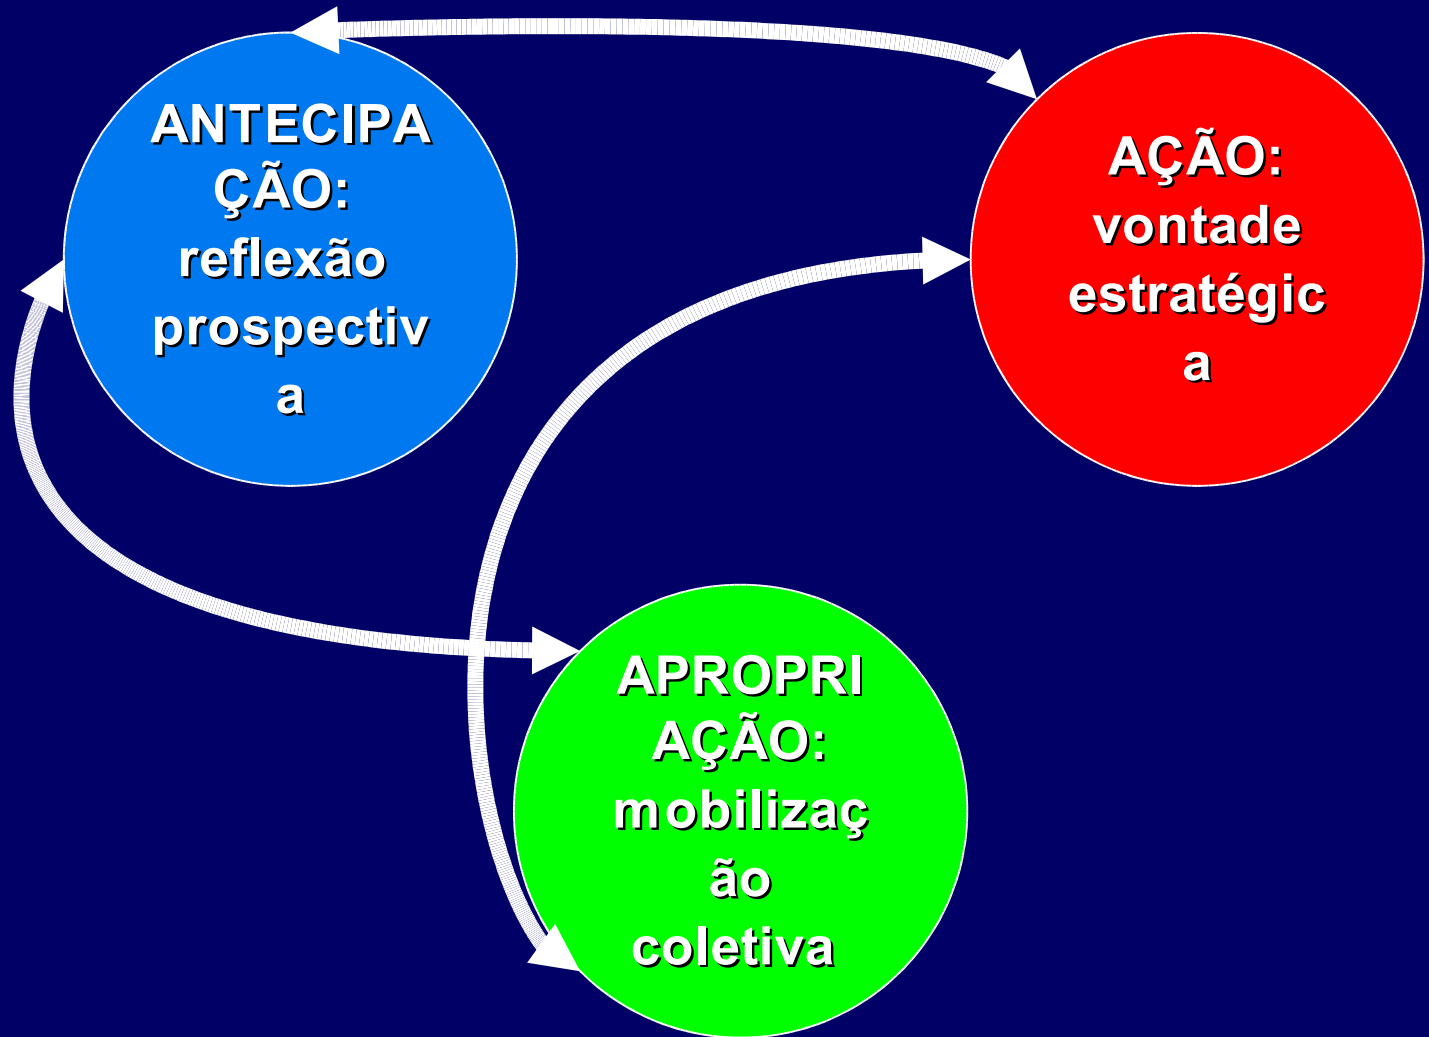 ANTECIPA
ÇÃO:
reflexão
prospectiv
a
AÇÃO:
vontade
estratégic
a
APROPRI
AÇÃO:
mobilizaç
ão
coletiva